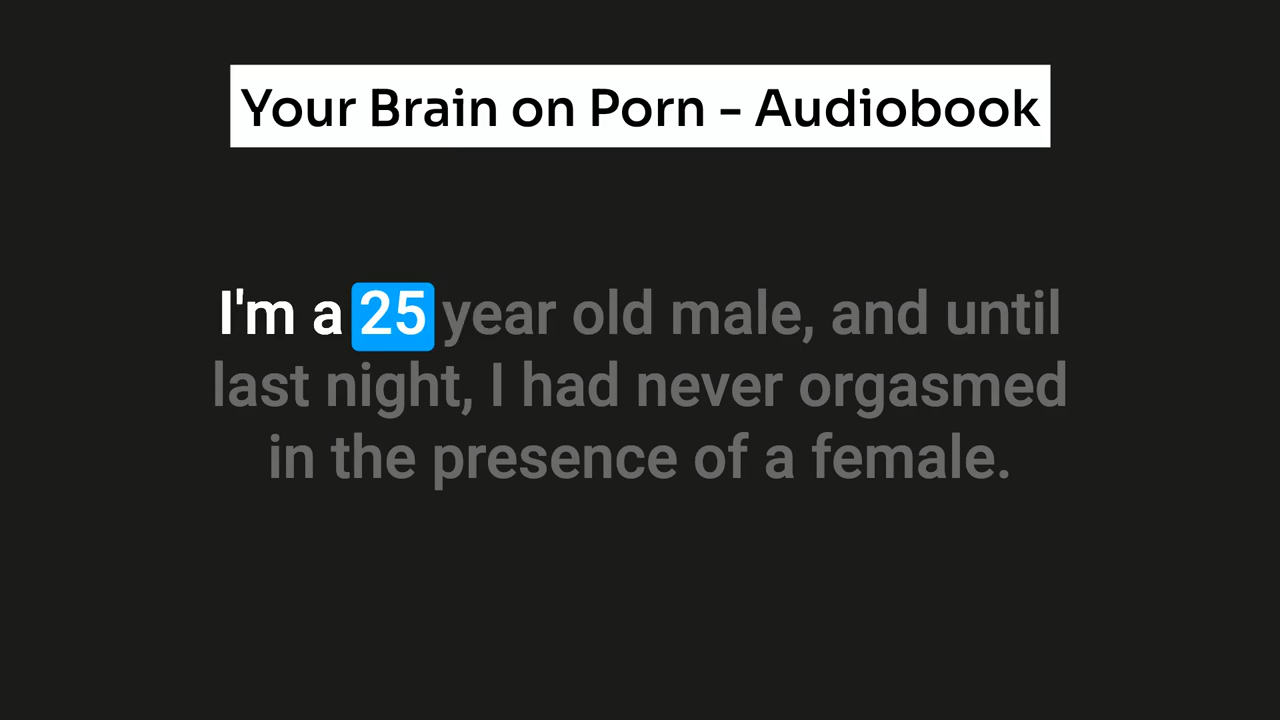 Your Brain on Porn - Audiobook
I'm a 25 year old male, and until
last night, I had never orgasmed
in the presence of a female.